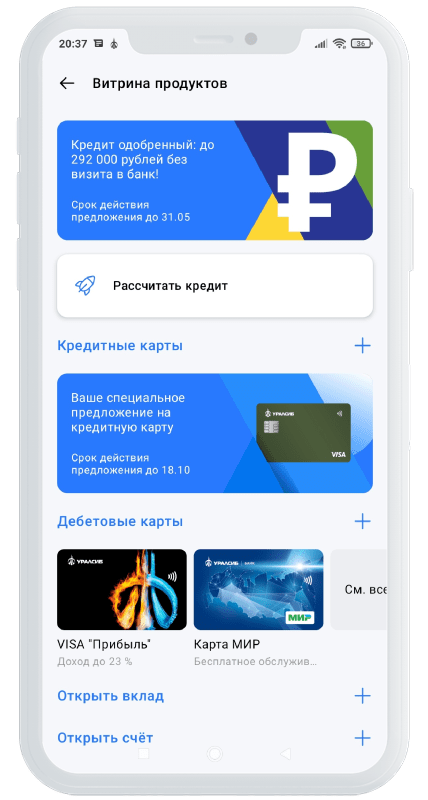 20:37
36
Витрина продуктов
Кредит одобренный: до
292 000 рублей без
визита в банк!
Срок действия
предложения до 31.05
₽
Рассчитать кредит
Кредитные карты
Ваше специальное
предложение на
кредитную карту
Срок действия
предложения до 18.10
УРАЛСИБ
VISA
Дебетовые карты
УРАЛСИБ
УРАЛСИБ | БАНК
МИР
См. все
VISA "Прибыль"
Карта МИР
Доход до 23 %
Бесплатное обслужив...
Открыть вклад
Открыть счёт